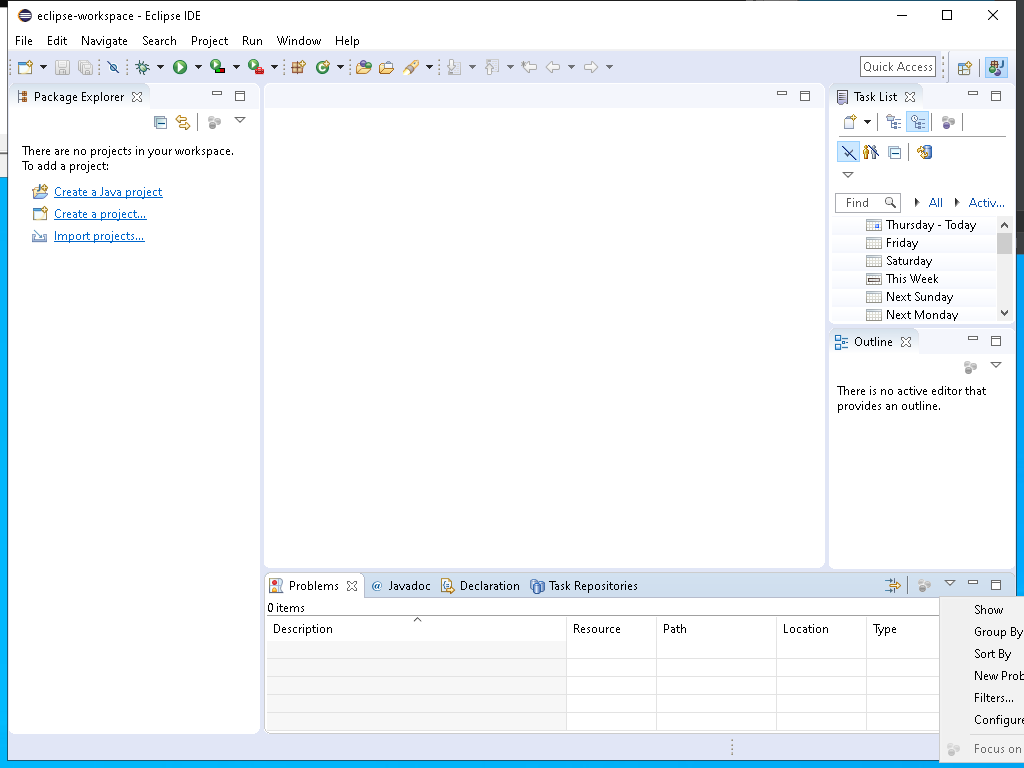 eclipse-workspace - Eclipse IDE
File Edit Navigate Search Project Run Window Help
Quick Access
Package Explorer
There are no projects in your workspace.
To add a project:
Create a Java project
Create a project...
Import projects...
Task List
Find All Activ...
Thursday - Today
Friday
Saturday
This Week
Next Sunday
Next Monday
Outline
There is no active editor that
provides an outline.
Problems @ Javadoc Declaration Task Repositories
0 items
Description Resource Path Location Type
Show
Group By
Sort By
New Prob
Filters...
Configure
Focus on